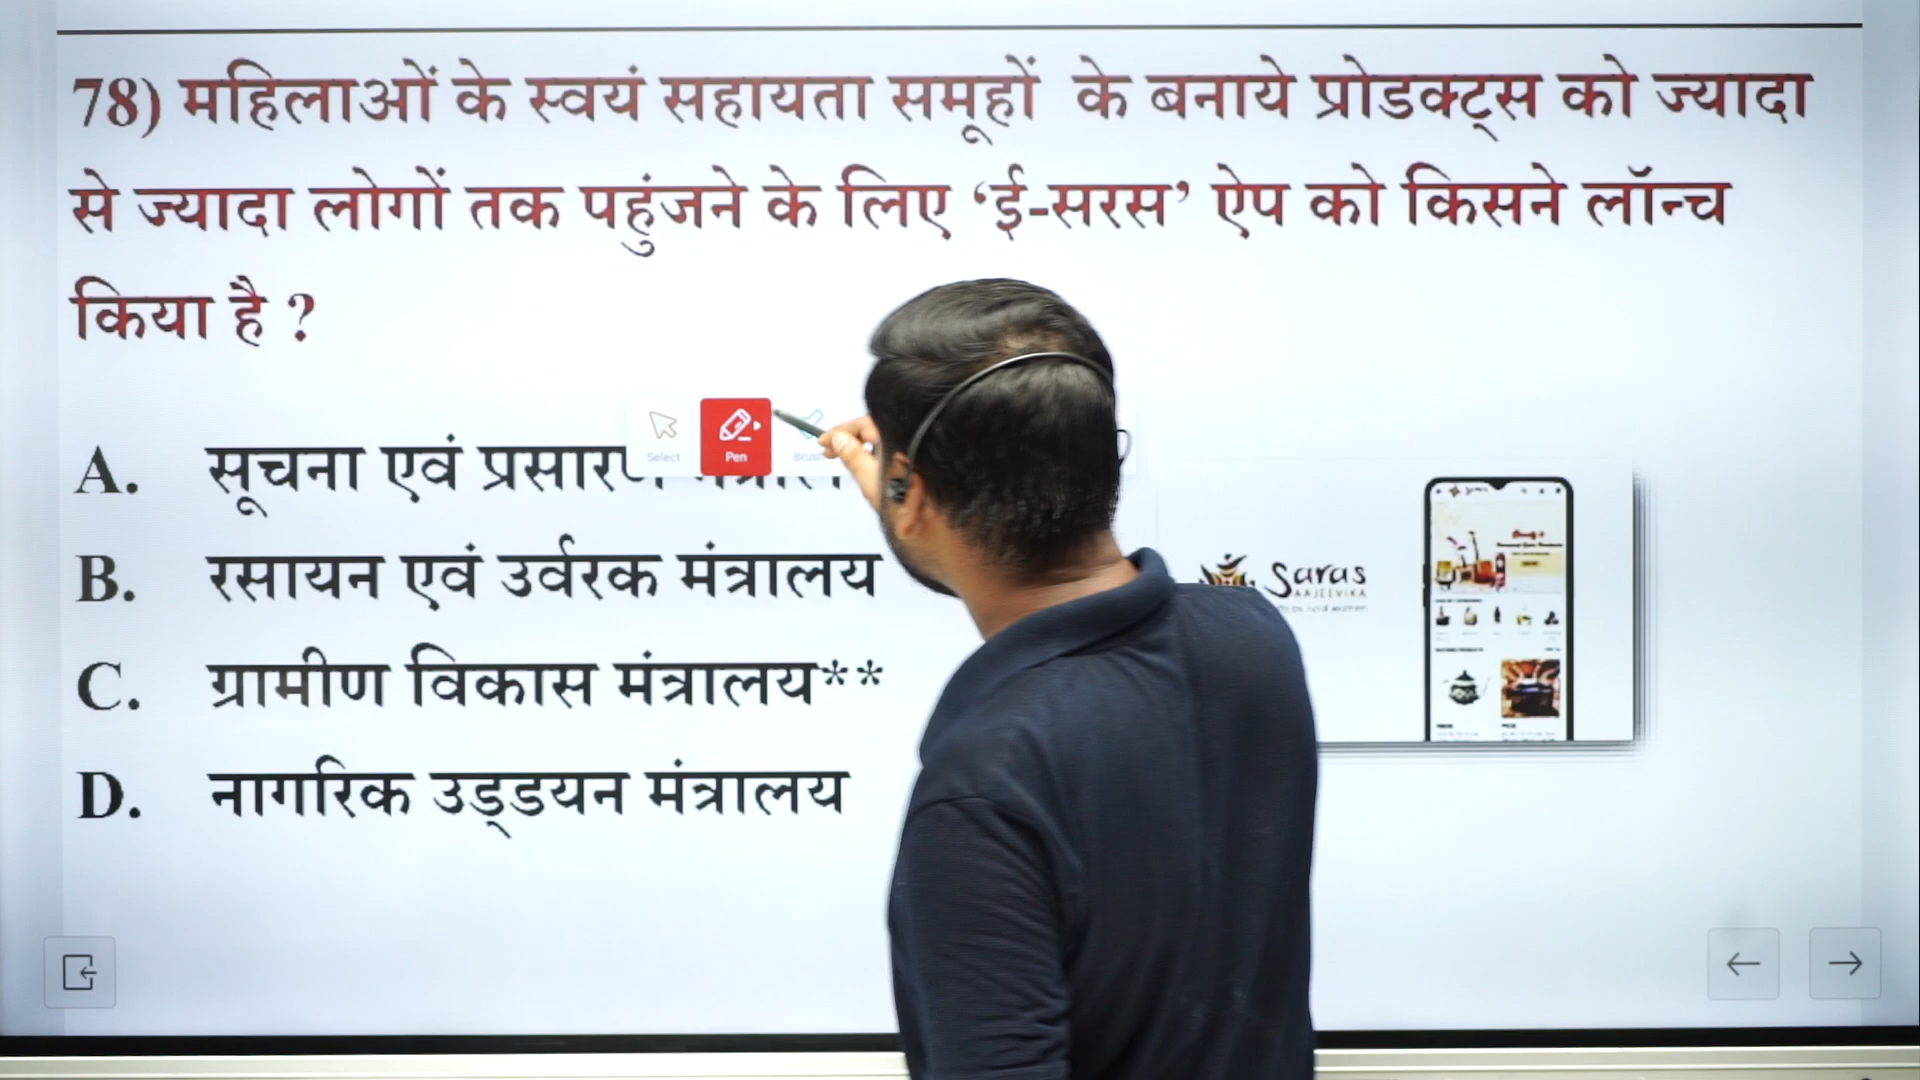 78) महिलाओं के स्वयं सहायता समूहों के बनाये प्रोडक्ट्स को ज्यादा
से ज्यादा लोगों तक पहुंजने के लिए ‘ई-सरस’ ऐप को किसने लॉन्च
किया है ?
Select Pen
A. सूचना एवं
B. रसायन एवं उर्वरक मंत्रालय
C. ग्रामीण विकास मंत्रालय**
D. नागरिक उड्डयन मंत्रालय
Saras
AAJEEVIKA